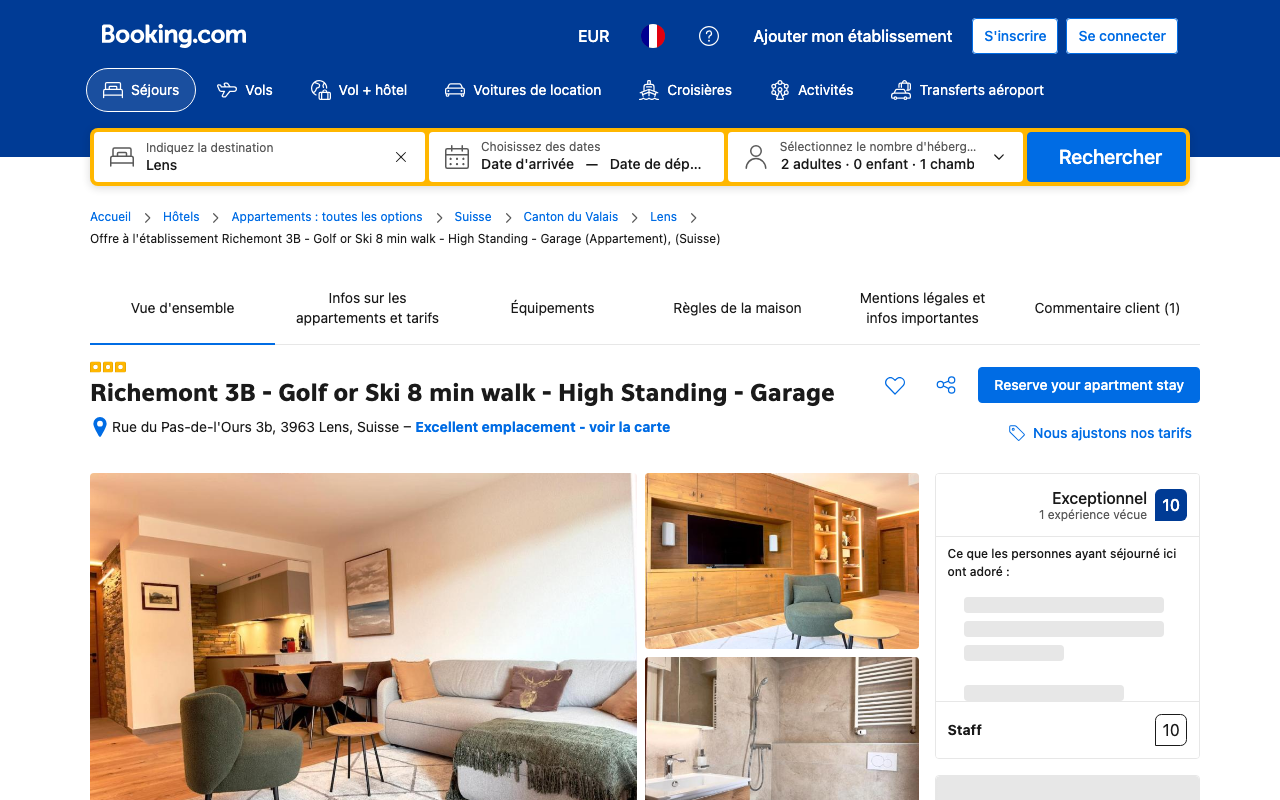 Booking.com
EUR
Ajouter mon établissement
S'inscrire
Se connecter
Séjours
Vols
Vol + hôtel
Voitures de location
Croisières
Activités
Transferts aéroport
Indiquez la destination
Lens
Choisissez des dates
Date d'arrivée — Date de dép...
Sélectionnez le nombre d'héberg...
2 adultes · 0 enfant · 1 chamb
Rechercher
Accueil
Hôtels
Appartements : toutes les options
Suisse
Canton du Valais
Lens
Offre à l'établissement Richemont 3B - Golf or Ski 8 min walk - High Standing - Garage (Appartement), (Suisse)
Vue d'ensemble
Infos sur les
appartements et tarifs
Équipements
Règles de la maison
Mentions légales et
infos importantes
Commentaire client (1)
Richemont 3B - Golf or Ski 8 min walk - High Standing - Garage
Reserve your apartment stay
Rue du Pas-de-l'Ours 3b, 3963 Lens, Suisse – Excellent emplacement - voir la carte
Nous ajustons nos tarifs
Exceptionnel
1 expérience vécue
10
Ce que les personnes ayant séjourné ici
ont adoré :
Staff
10